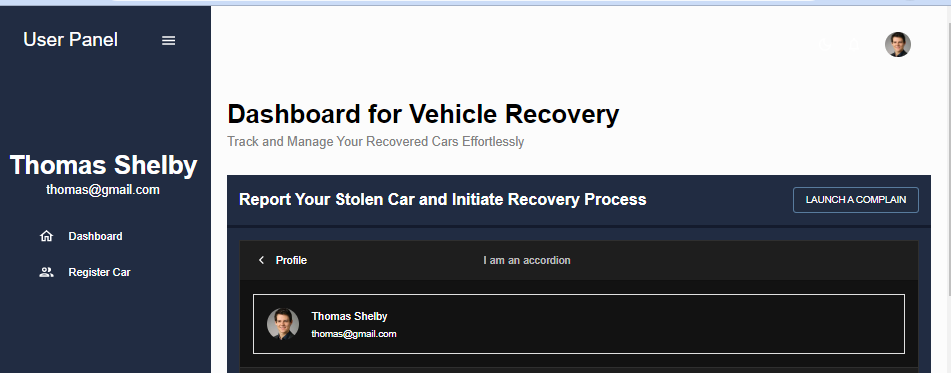 User Panel
Thomas Shelby
thomas@gmail.com
Dashboard
Register Car
Dashboard for Vehicle Recovery
Track and Manage Your Recovered Cars Effortlessly
Report Your Stolen Car and Initiate Recovery Process
LAUNCH A COMPLAIN
Profile
I am an accordion
Thomas Shelby
thomas@gmail.com